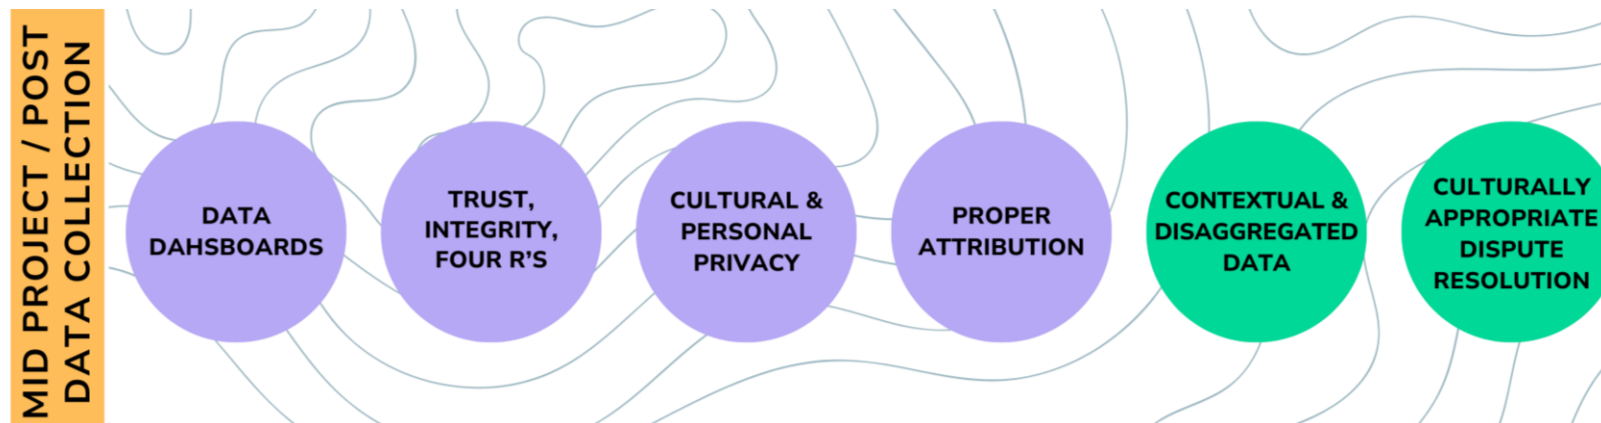 MID PROJECT / POST
DATA COLLECTION
DATA
DAHSBOARDS
TRUST,
INTEGRITY,
FOUR R'S
CULTURAL &
PERSONAL
PRIVACY
PROPER
ATTRIBUTION
CONTEXTUAL &
DISAGGREGATED
DATA
CULTURALLY
APPROPRIATE
DISPUTE
RESOLUTION